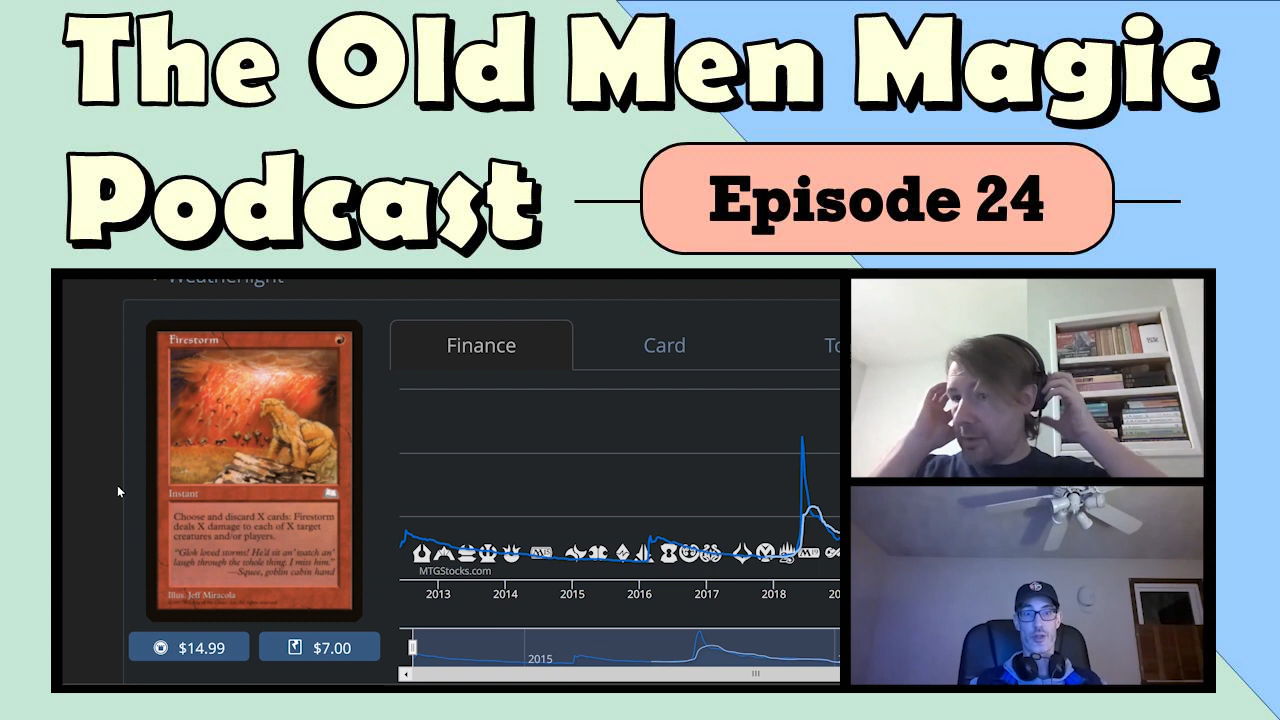 The Old Men Magic
Podcast
Episode 24
Weatherlight
Firestorm
Instant
Choose and discard X cards: Firestorm
deals X damage to each of X target
creatures and/or players.
"Gloh loved storms! He'd sit an' watch an'
laugh through the whole thing. I miss him."
—Squee, goblin cabin hand
Illus. Jeff Miracola
$14.99
$7.00
Finance
Card
MTGStocks.com
2013
2014
2015
2016
2017
2018
2015